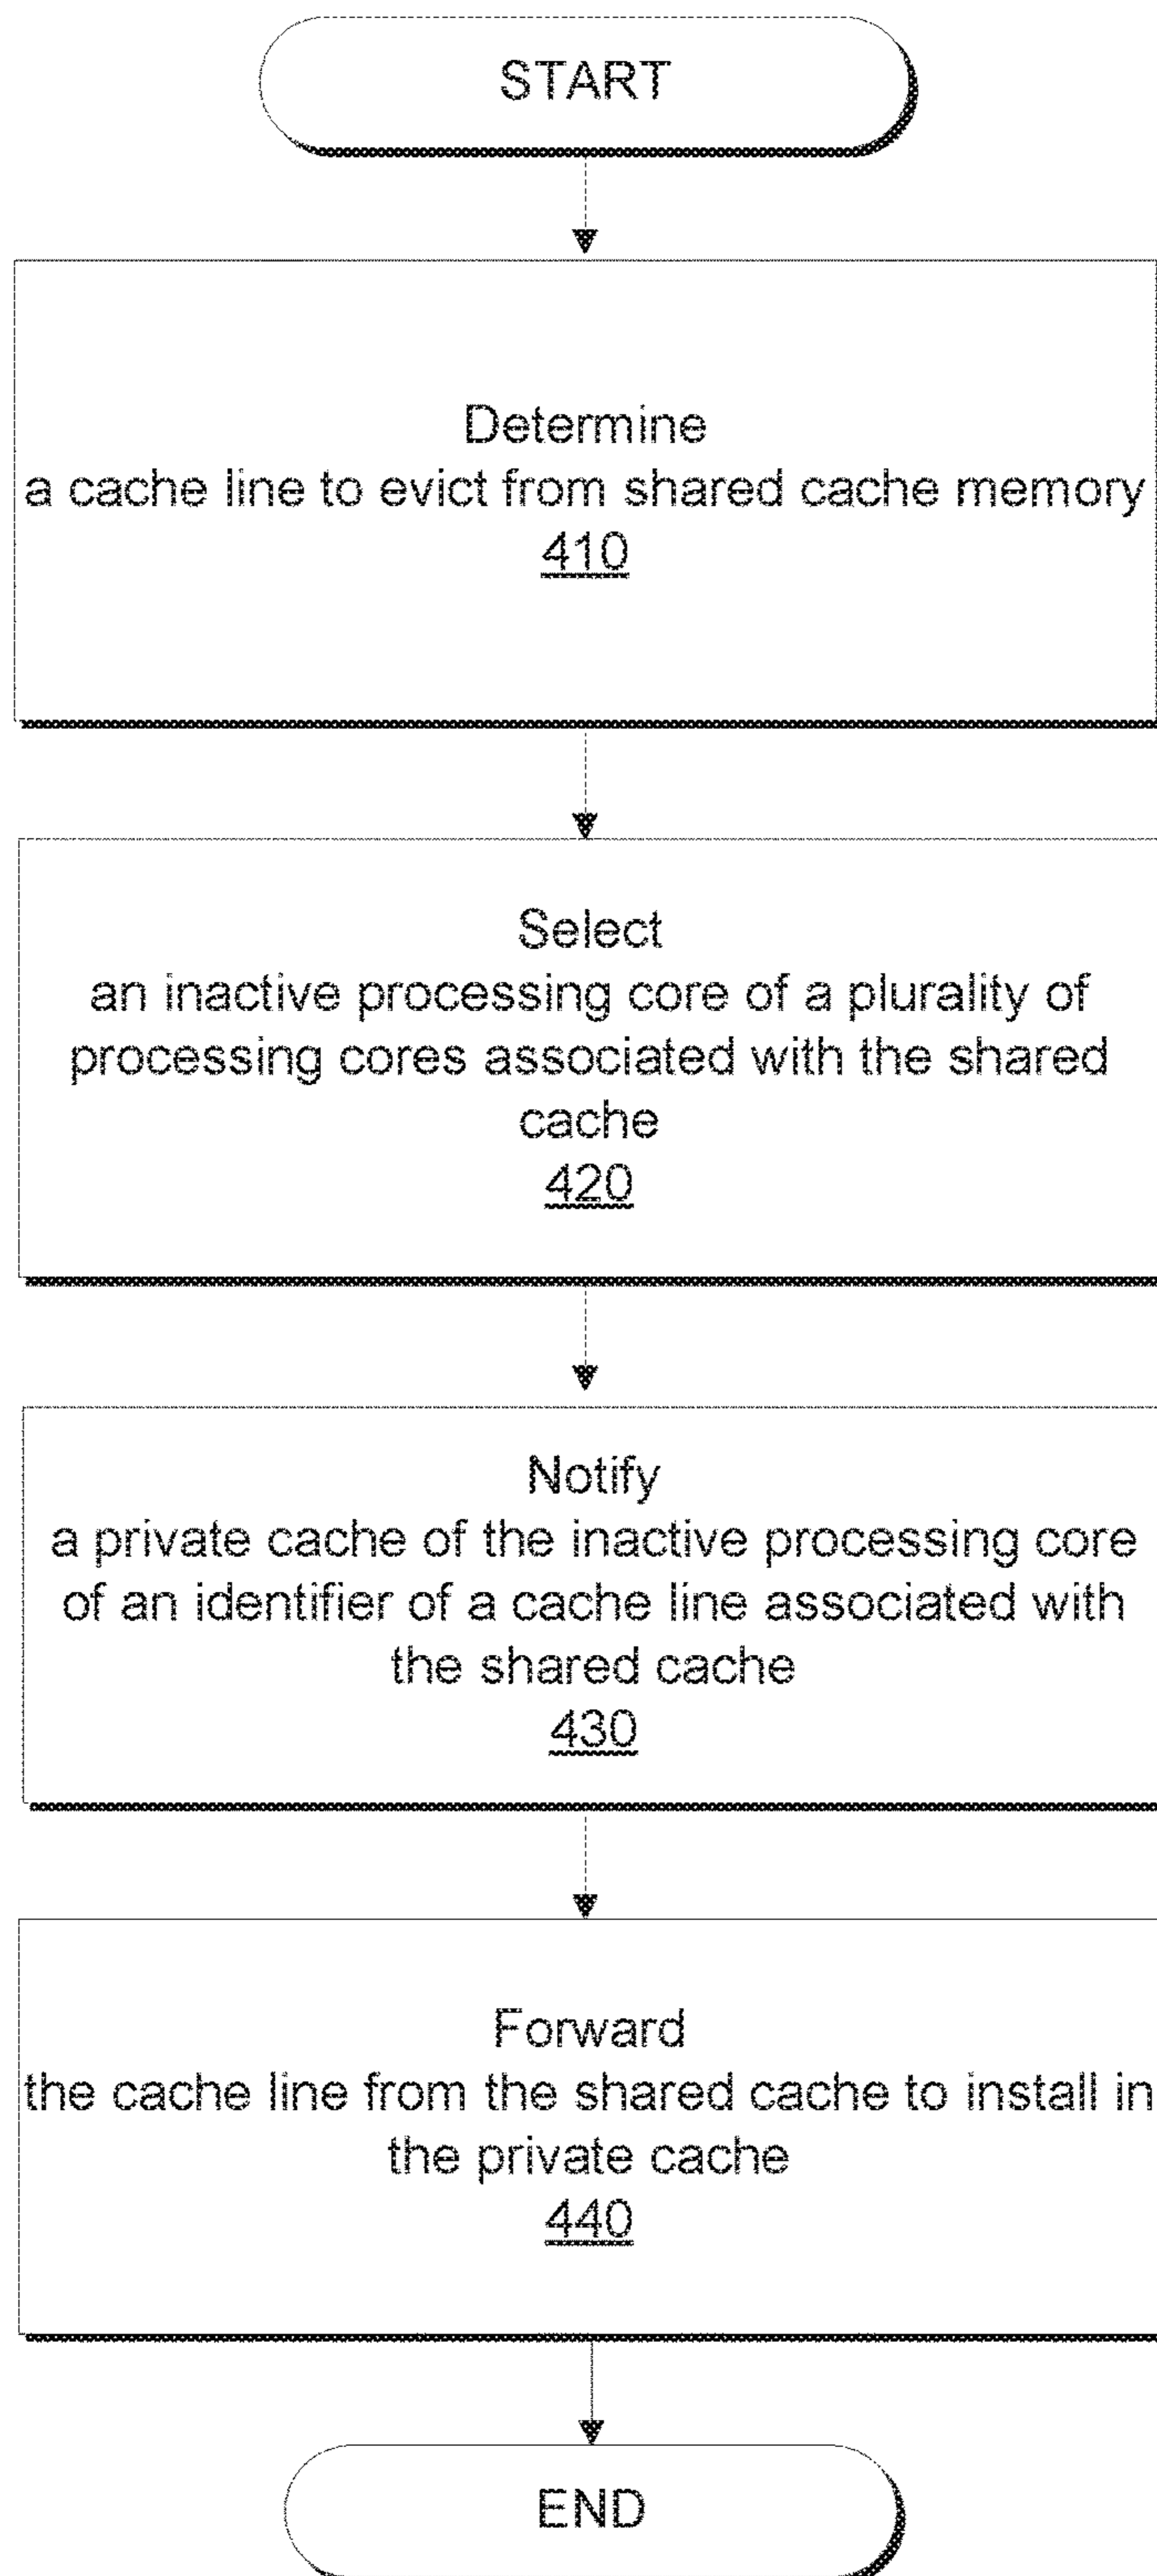 START
Determine
a cache line to evict from shared cache memory
410
Select
an inactive processing core of a plurality of
processing cores associated with the shared
cache
420
Notify
a private cache of the inactive processing core
of an identifier of a cache line associated with
the shared cache
430
Forward
the cache line from the shared cache to install in
the private cache
440
END